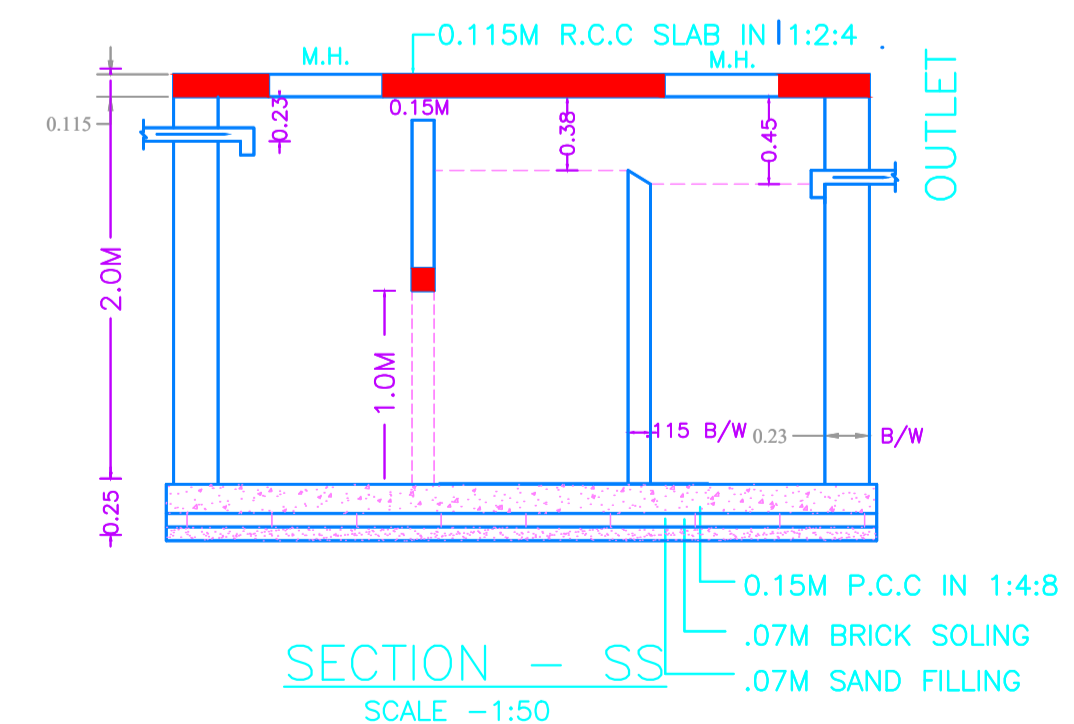 0.115M R.C.C SLAB IN 1:2:4
M.H.
M.H.
OUTLET
0.115
0.23
0.15M
0.38
0.45
2.0M
1.0M
.115 B/W
0.23
B/W
0.25
0.15M P.C.C IN 1:4:8
.07M BRICK SOLING
.07M SAND FILLING
SECTION - SS
SCALE -1:50